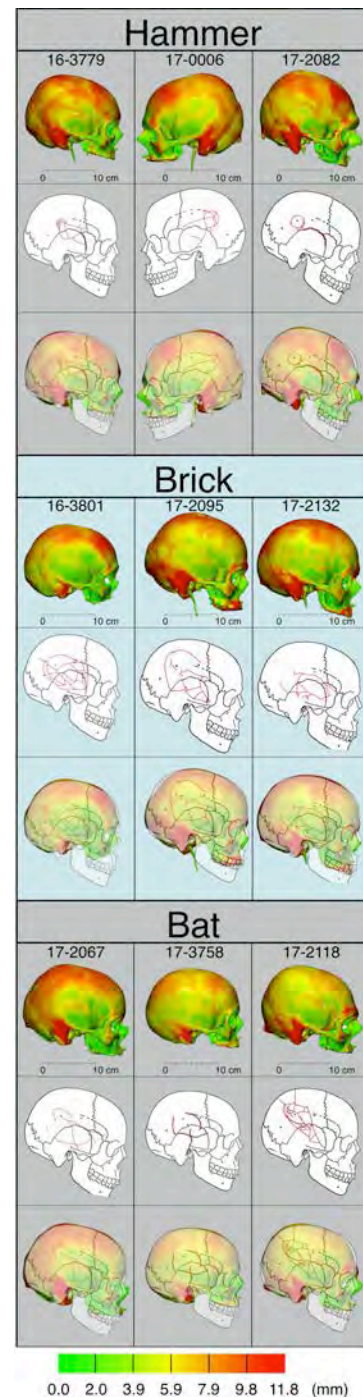 Hammer
16-3779 17-0006 17-2082
0 10 cm 0 10 cm 0 10 cm
Brick
16-3801 17-2095 17-2132
0 10 cm 0 10 cm 0 10 cm
Bat
17-2067 17-3758 17-2118
0 10 cm 0 10 cm 0 10 cm
0.0 2.0 3.9 5.9 7.9 9.8 11.8 (mm)